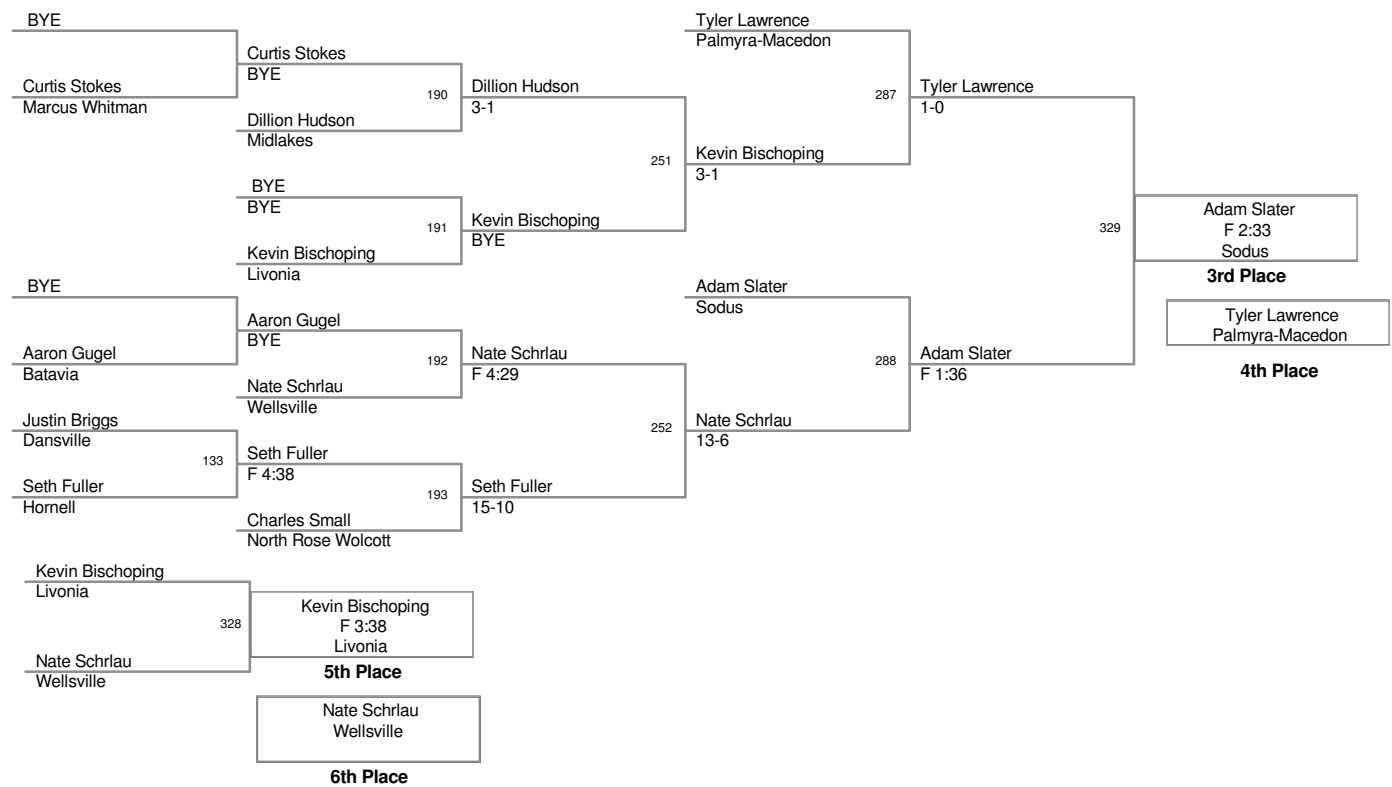 BYE
Curtis Stokes
Marcus Whitman
Curtis Stokes
BYE
190
Dillion Hudson
Midlakes
Dillion Hudson
3-1
BYE
BYE
191
Kevin Bischoping
Livonia
Kevin Bischoping
BYE
251
Tyler Lawrence
Palmyra-Macedon
287
Kevin Bischoping
3-1
Tyler Lawrence
1-0
BYE
Aaron Gugel
Batavia
Aaron Gugel
BYE
192
Nate Schrlau
Wellsville
Nate Schrlau
F 4:29
Justin Briggs
Dansville
133
Seth Fuller
Hornell
Seth Fuller
F 4:38
193
Charles Small
North Rose Wolcott
Seth Fuller
15-10
252
Adam Slater
Sodus
288
Nate Schrlau
13-6
Adam Slater
F 1:36
329
Adam Slater
F 2:33
Sodus
3rd Place
Tyler Lawrence
Palmyra-Macedon
4th Place
Kevin Bischoping
Livonia
328
Nate Schrlau
Wellsville
Kevin Bischoping
F 3:38
Livonia
5th Place
Nate Schrlau
Wellsville
6th Place